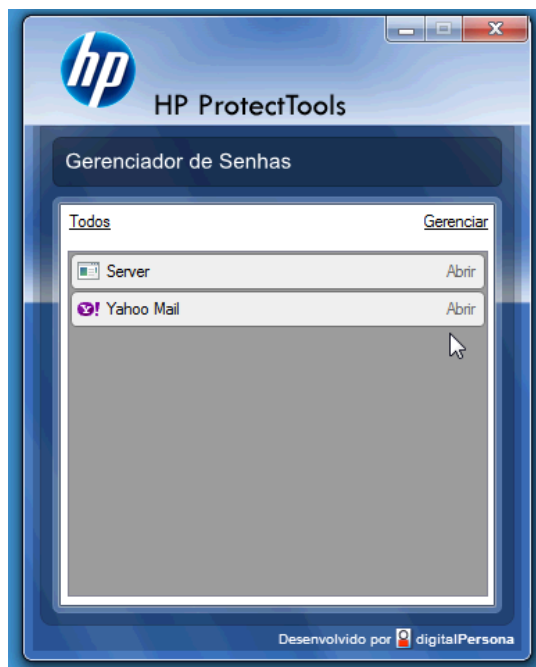 hp
HP ProtectTools
Gerenciador de Senhas
Todos Gerenciar
Server Abrir
Y! Yahoo Mail Abrir
Desenvolvido por digitalPersona